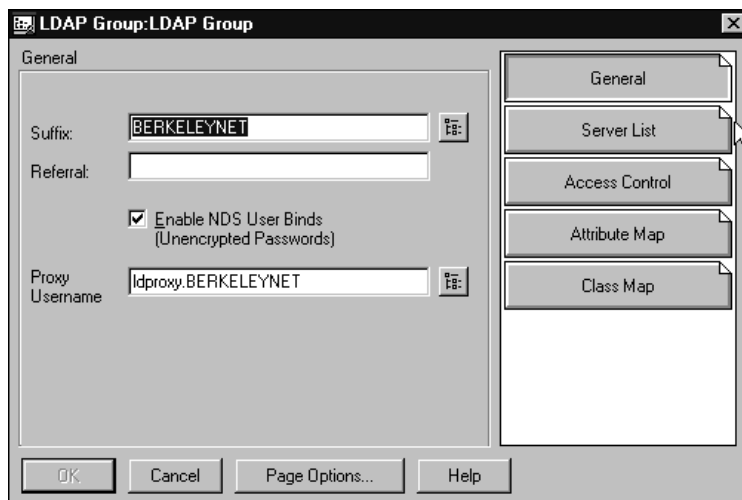 LDAP Group:LDAP Group
General
Suffix:
BERKELEYNET
Referral:
Enable NDS User Binds
(Unencrypted Passwords)
Proxy
Username
ldproxy.BERKELEYNET
General
Server List
Access Control
Attribute Map
Class Map
OK
Cancel
Page Options...
Help